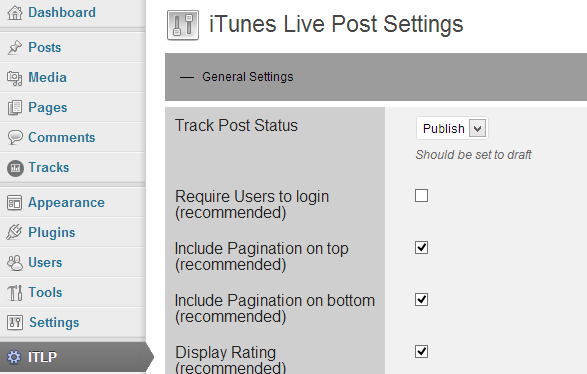 Dashboard
Posts
Media
Pages
Comments
Tracks
Appearance
Plugins
Users
Tools
Settings
ITLP
iTunes Live Post Settings
— General Settings
Track Post Status
Publish
Should be set to draft
Require Users to login
(recommended)
Include Pagination on top
(recommended)
Include Pagination on bottom
(recommended)
Display Rating
(recommended)